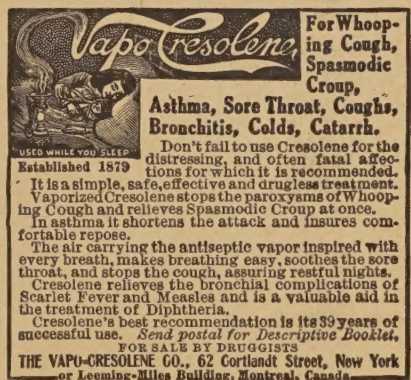 Vapo Cresolene,
For Whoop-
ing Cough,
Spasmodic
Croup,
Asthma, Sore Throat, Coughs,
Bronchitis, Colds, Catarrh.
"USED WHILE YOU SLEEP"
Established 1879
Don't fail to use Cresolene for the
distressing, and often fatal affec-
tions for which it is recommended.
It is a simple, safe, effective and drugless treatment.
Vaporized Cresolene stops the paroxysms of Whoop-
ing Cough and relieves Spasmodic Croup at once.
In asthma it shortens the attack and insures com-
fortable repose.
The air carrying the antiseptic vapor inspired with
every breath, makes breathing easy, soothes the sore
throat, and stops the cough, assuring restful nights.
Cresolene relieves the bronchial complications of
Scarlet Fever and Measles and is a valuable aid in
the treatment of Diphtheria.
Cresolene's best recommendation is its 39 years of
successful use. Send postal for Descriptive Booklet.
FOR SALE BY DRUGGISTS
THE VAPO-CRESOLENE CO., 62 Cortlandt Street, New York
or Leeming-Miles Building, Montreal, Canada